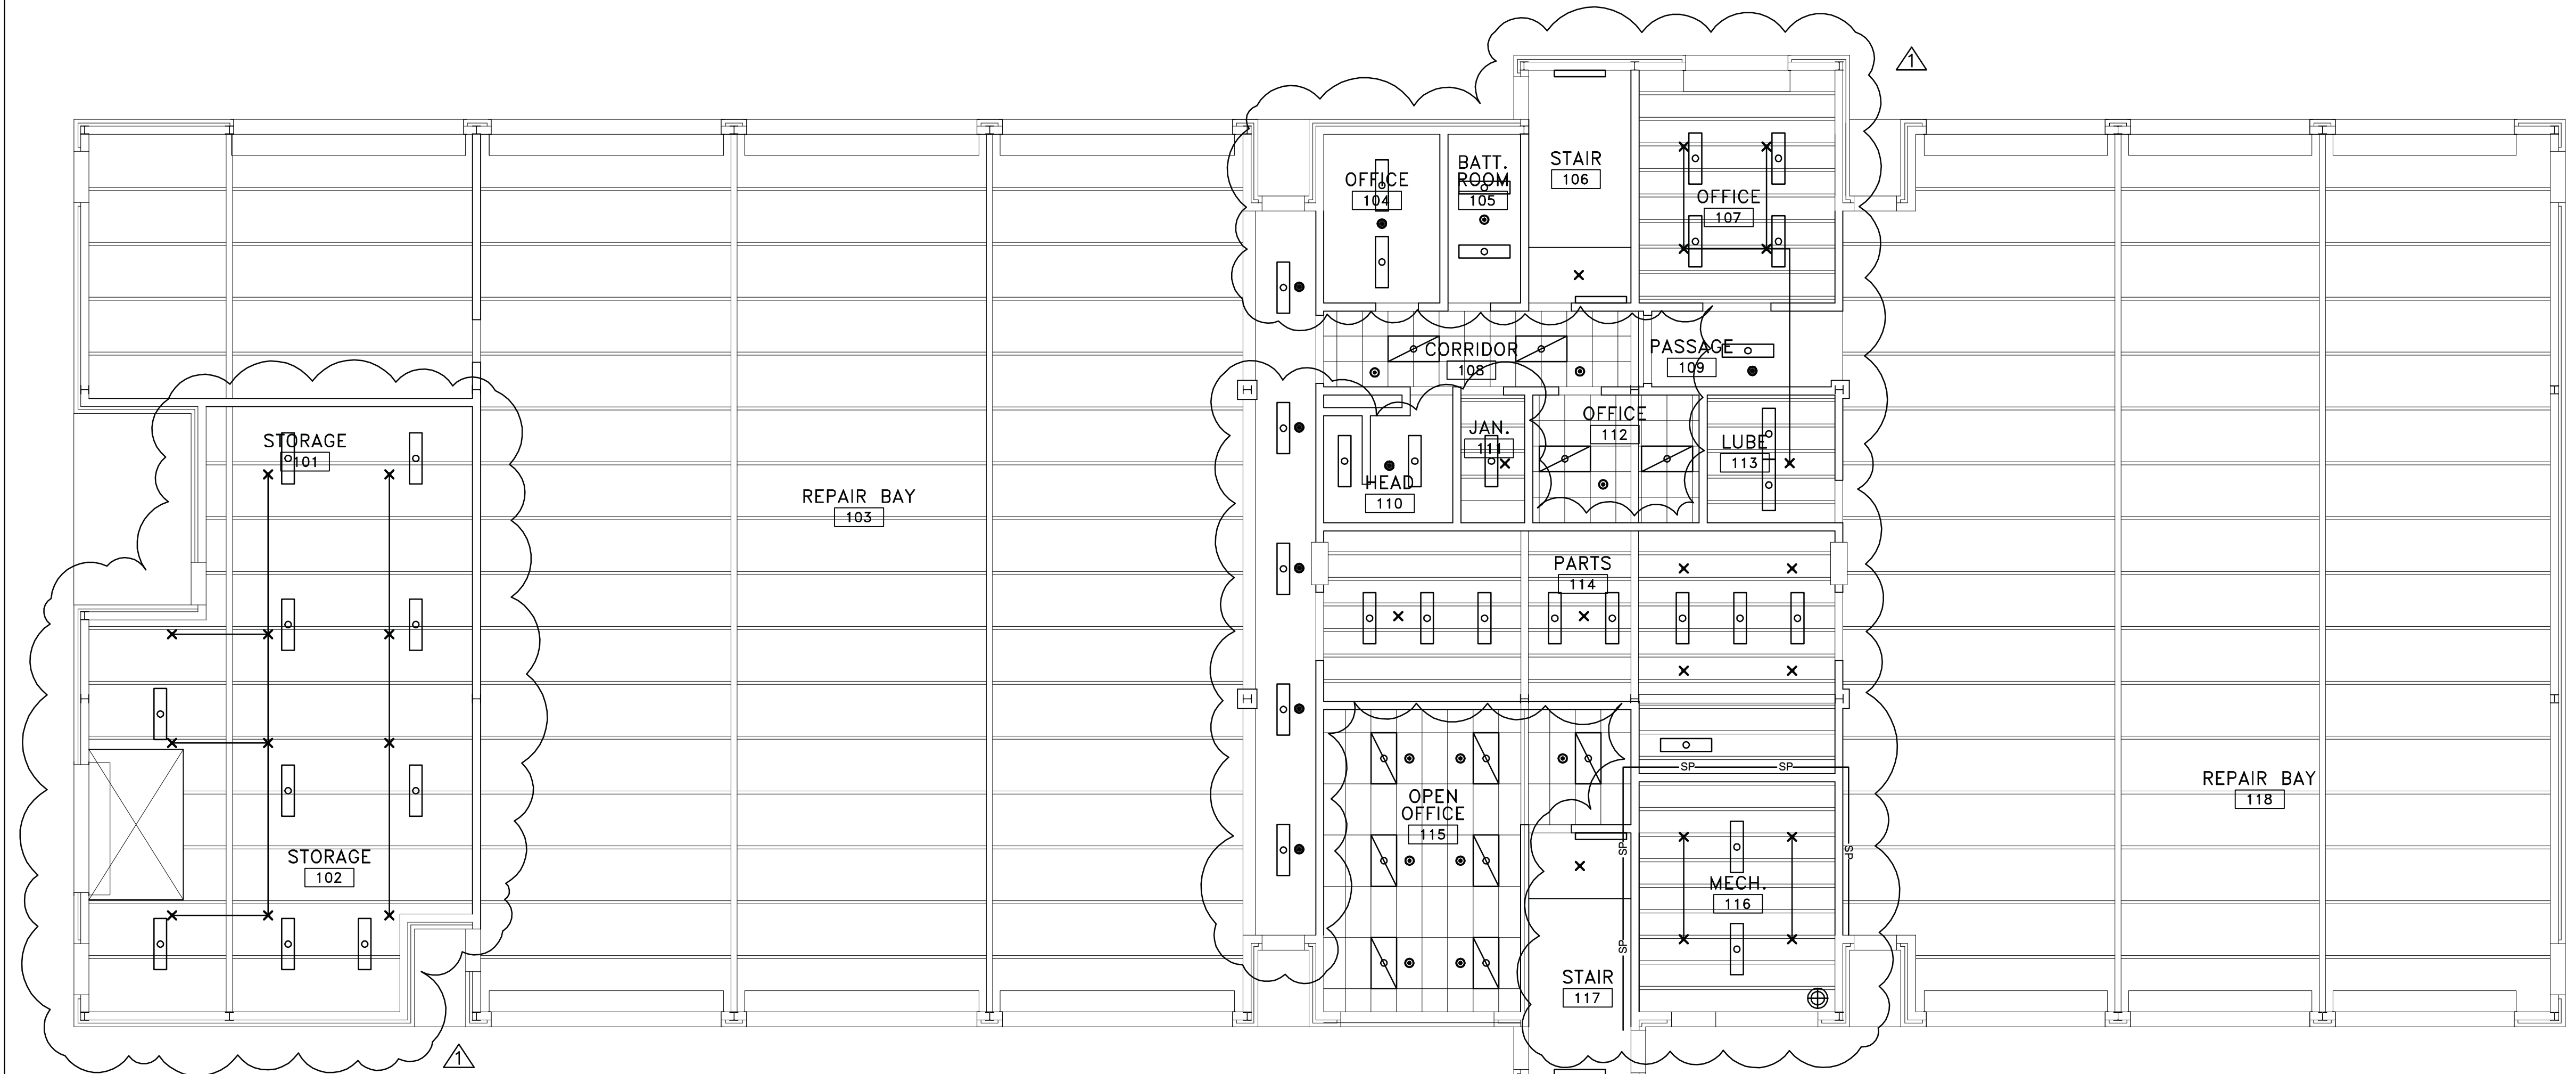 1
BATT.
ROOM
105
STAIR
106
OFFICE
104
OFFICE
107
CORRIDOR
108
PASSAGE
109
STORAGE
101
REPAIR BAY
103
HEAD
110
JAN.
111
OFFICE
112
LUBE
113
PARTS
114
SP
SP
OPEN
OFFICE
115
SP
SP
REPAIR BAY
118
STORAGE
102
MECH.
116
SP
STAIR
117
1